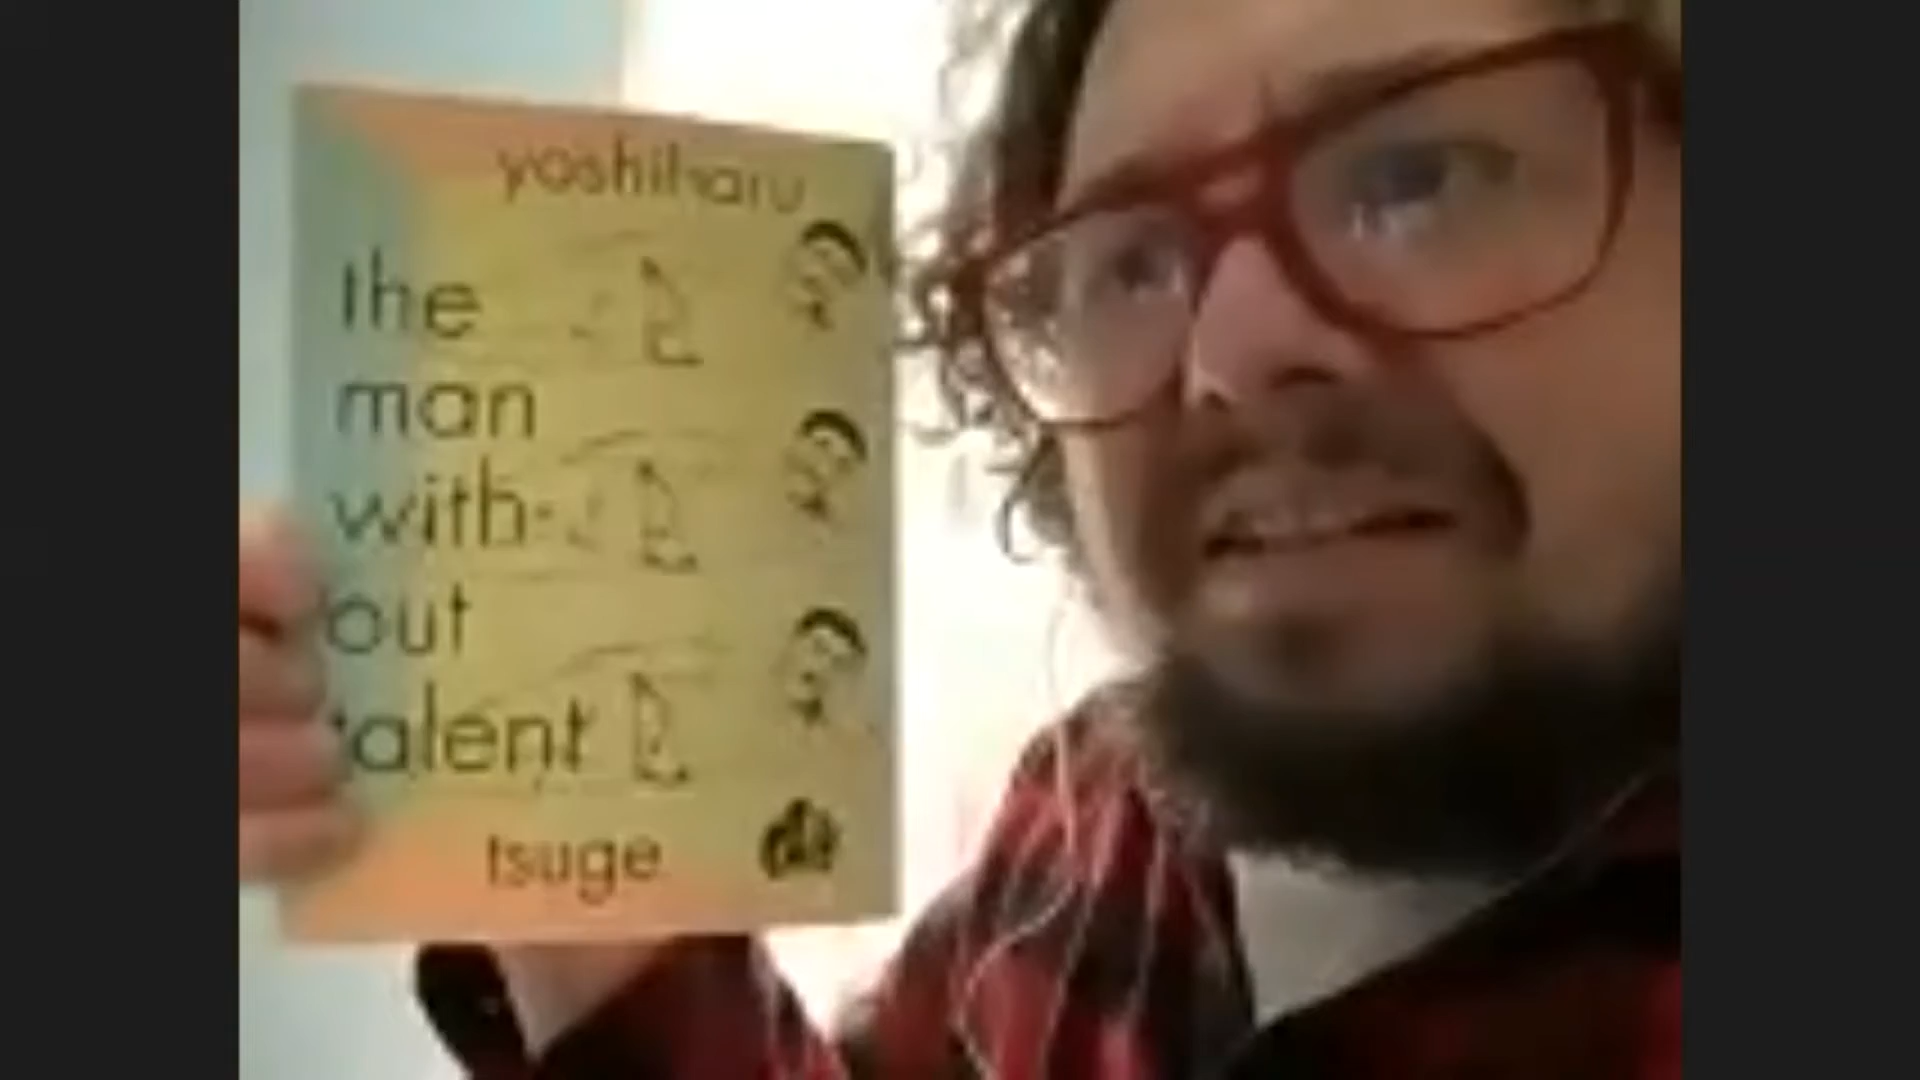 yoshiharu
the
man
with-
out
talent
tsuge